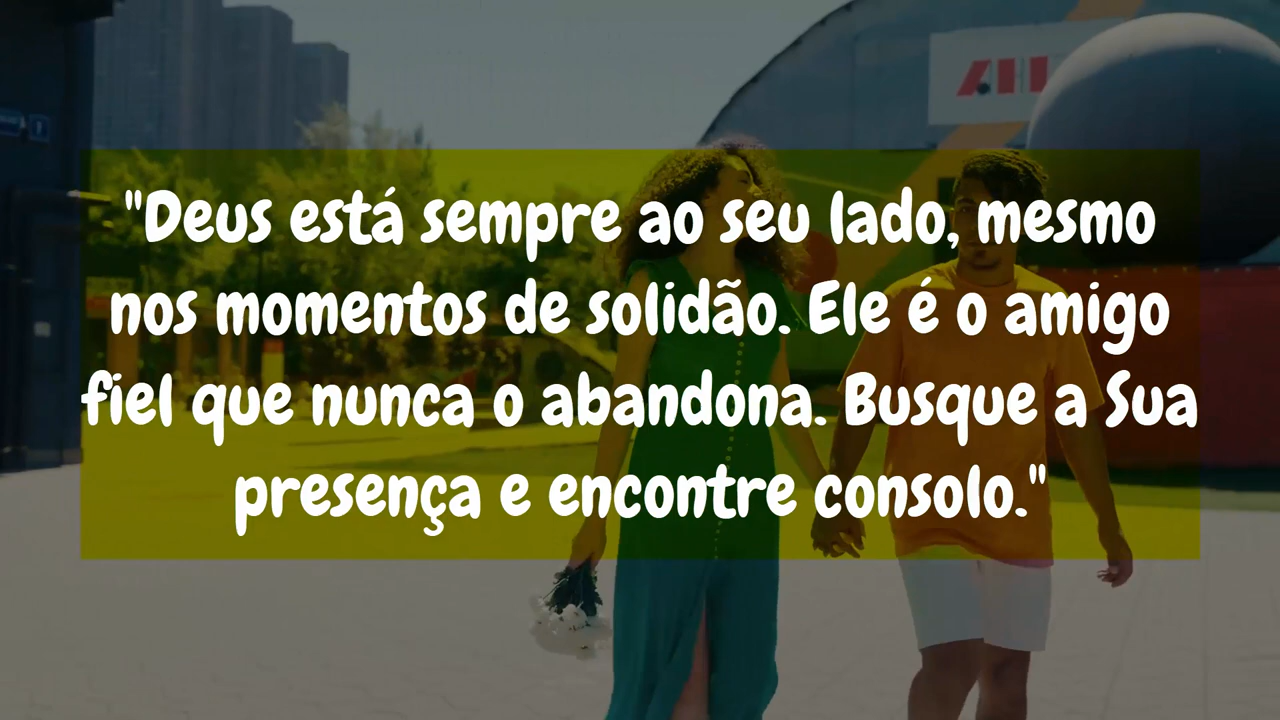 "Deus está sempre ao seu lado, mesmo
nos momentos de solidão. Ele é o amigo
fiel que nunca o abandona. Busque a Sua
presença e encontre consolo."